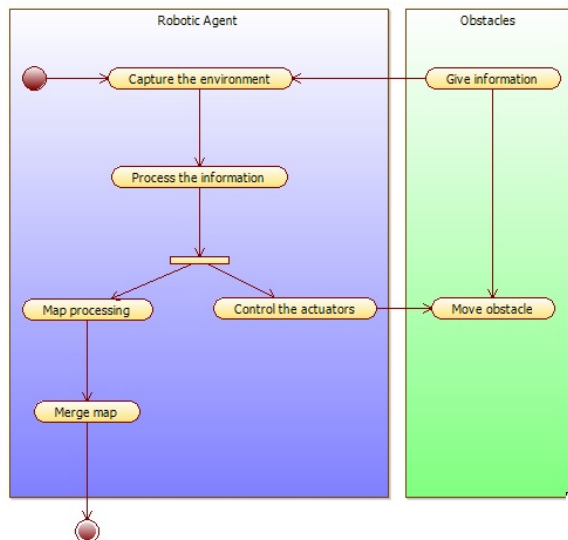 Robotic Agent
Obstacles
Capture the environment
Give information
Process the information
Map processing
Control the actuators
Move obstacle
Merge map